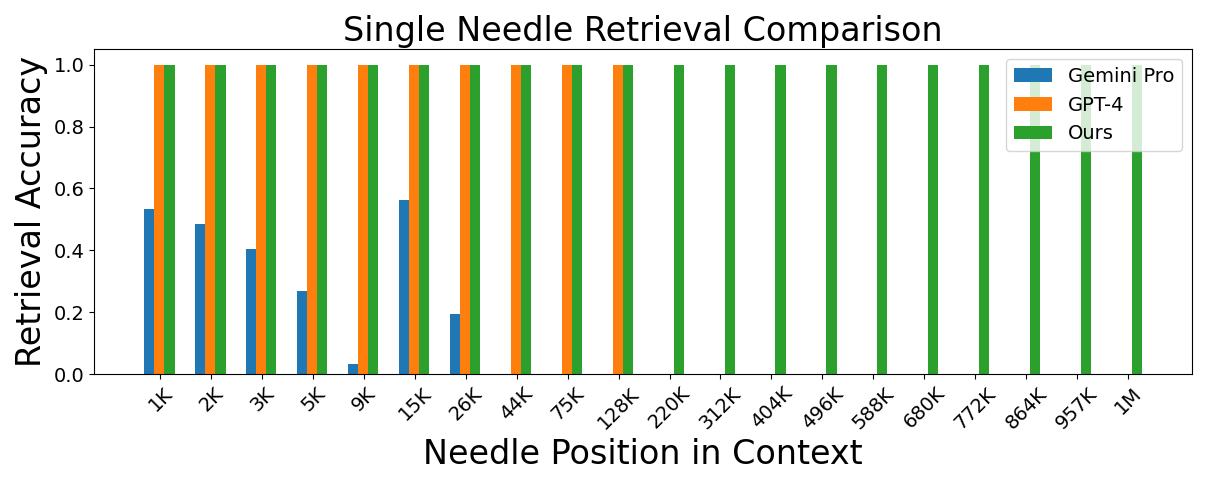 Single Needle Retrieval Comparison
Retrieval Accuracy
1.0
0.8
0.6
0.4
0.2
0.0
Gemini Pro
GPT-4
Ours
1K
2K
3K
5K
9K
15K
26K
44K
75K
128K
220K
312K
404K
496K
588K
680K
772K
864K
957K
1M
Needle Position in Context